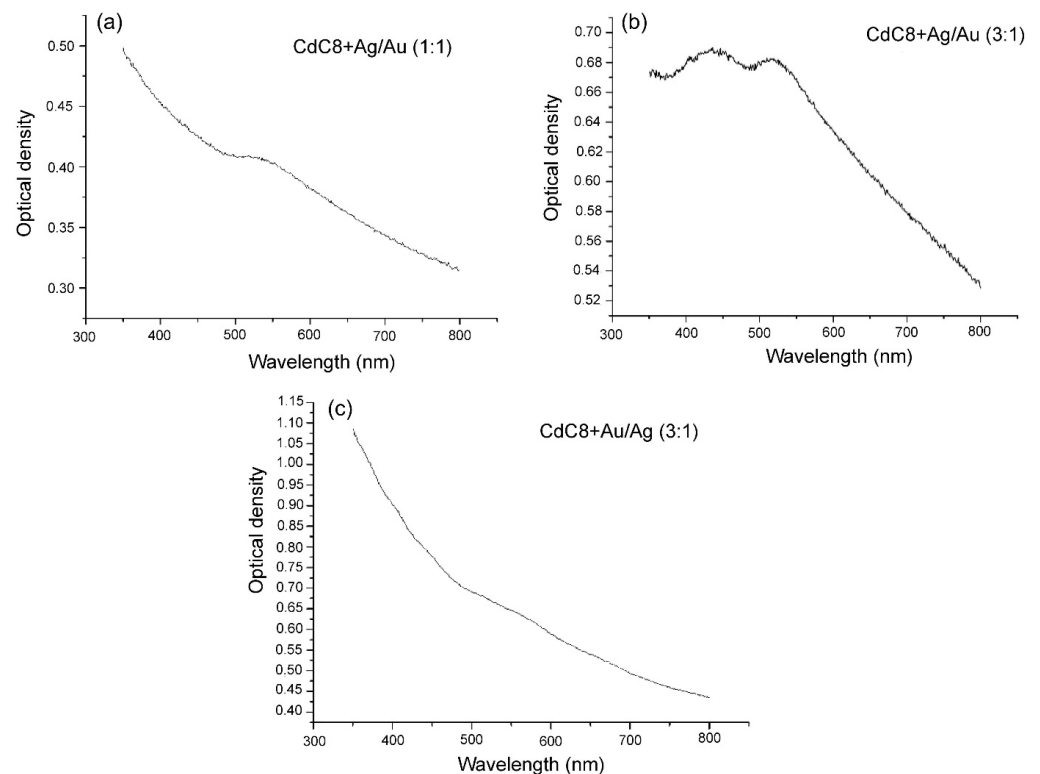 (a)
CdC8+Ag/Au (1:1)
0.50
0.45
0.40
0.35
0.30
Optical density
300 400 500 600 700 800
Wavelength (nm)
(b)
CdC8+Ag/Au (3:1)
0.70
0.68
0.66
0.64
0.62
0.60
0.58
0.56
0.54
0.52
Optical density
300 400 500 600 700 800
Wavelength (nm)
(c)
CdC8+Au/Ag (3:1)
1.15
1.10
1.05
1.00
0.95
0.90
0.85
0.80
0.75
0.70
0.65
0.60
0.55
0.50
0.45
0.40
Optical density
300 400 500 600 700 800
Wavelength (nm)